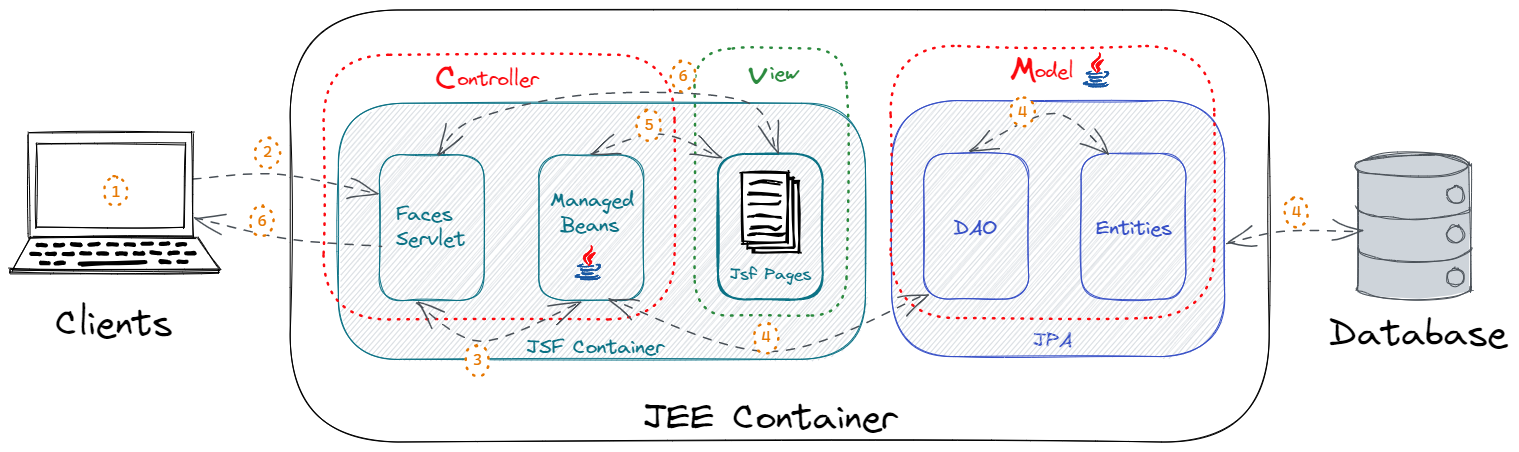 Controller
6
View
Model
4
5
2
1
Faces
Servlet
Managed
Beans
Jsf Pages
DAO
Entities
6
4
3
JSF Container
4
JPA
Clients
Database
JEE Container